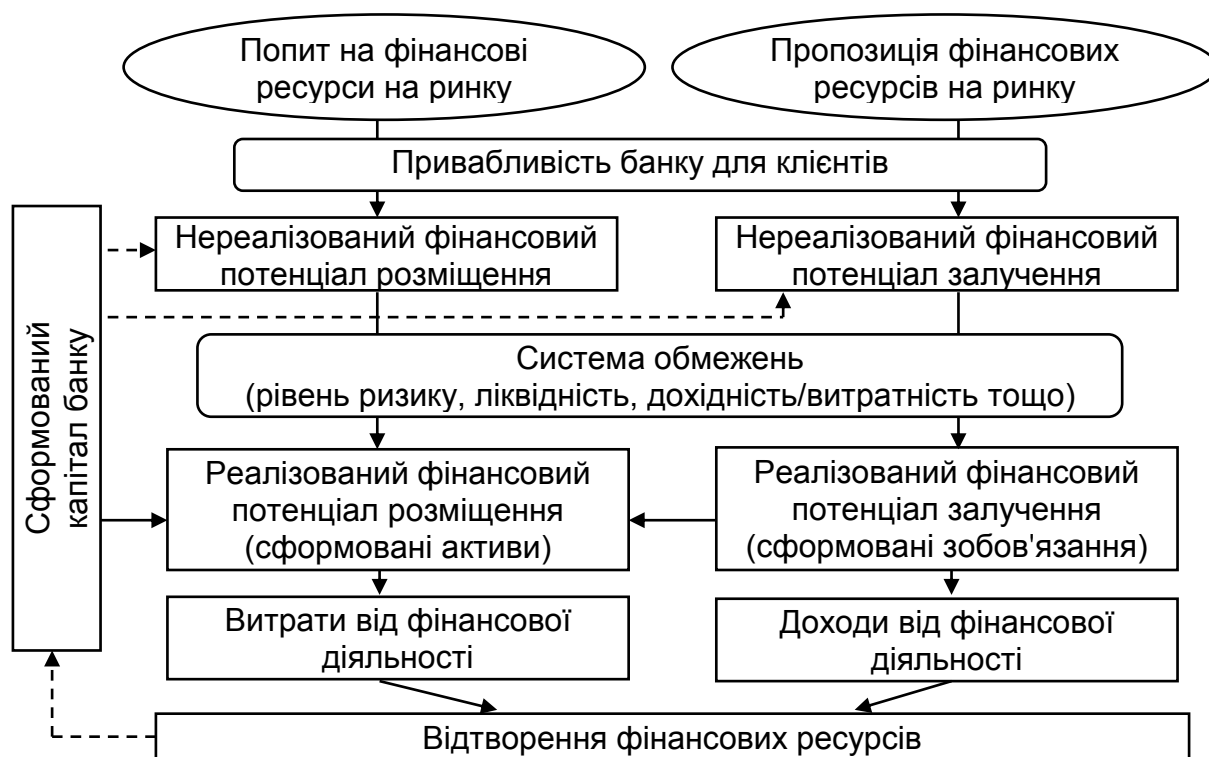 Попит на фінансові
ресурси на ринку
Пропозиція фінансових
ресурсів на ринку
Привабливість банку для клієнтів
Нереалізований фінансовий
потенціал розміщення
Нереалізований фінансовий
потенціал залучення
Сформований
капітал банку
Система обмежень
(рівень ризику, ліквідність, дохідність/витратність тощо)
Реалізований фінансовий
потенціал розміщення
(сформовані активи)
Реалізований фінансовий
потенціал залучення
(сформовані зобов'язання)
Витрати від фінансової
діяльності
Доходи від фінансової
діяльності
Відтворення фінансових ресурсів